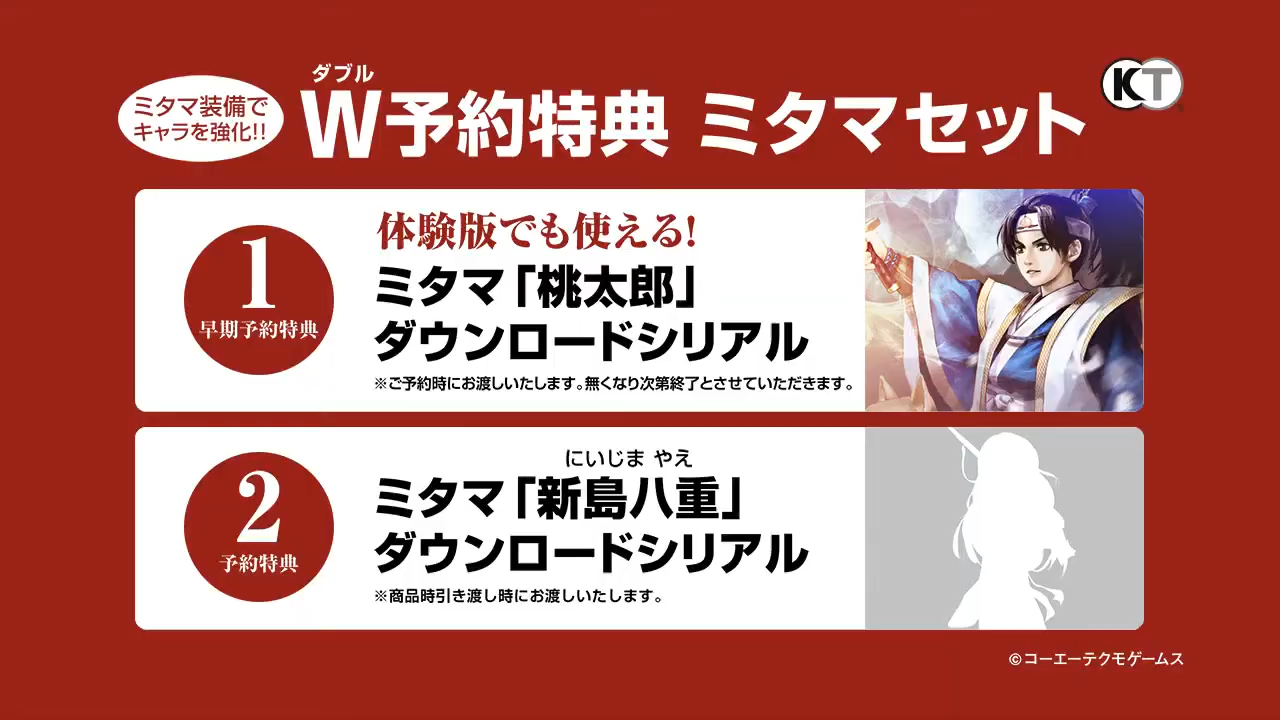 ミタマ装備で
キャラを強化!!
ダブル
W予約特典 ミタマセット
KT
1
早期予約特典
体験版でも使える!
ミタマ「桃太郎」
ダウンロードシリアル
※ご予約時にお渡しいたします。無くなり次第終了とさせていただきます。
2
予約特典
にいじま やえ
ミタマ「新島八重」
ダウンロードシリアル
※商品時引き渡し時にお渡しいたします。
©コーエーテクモゲームス